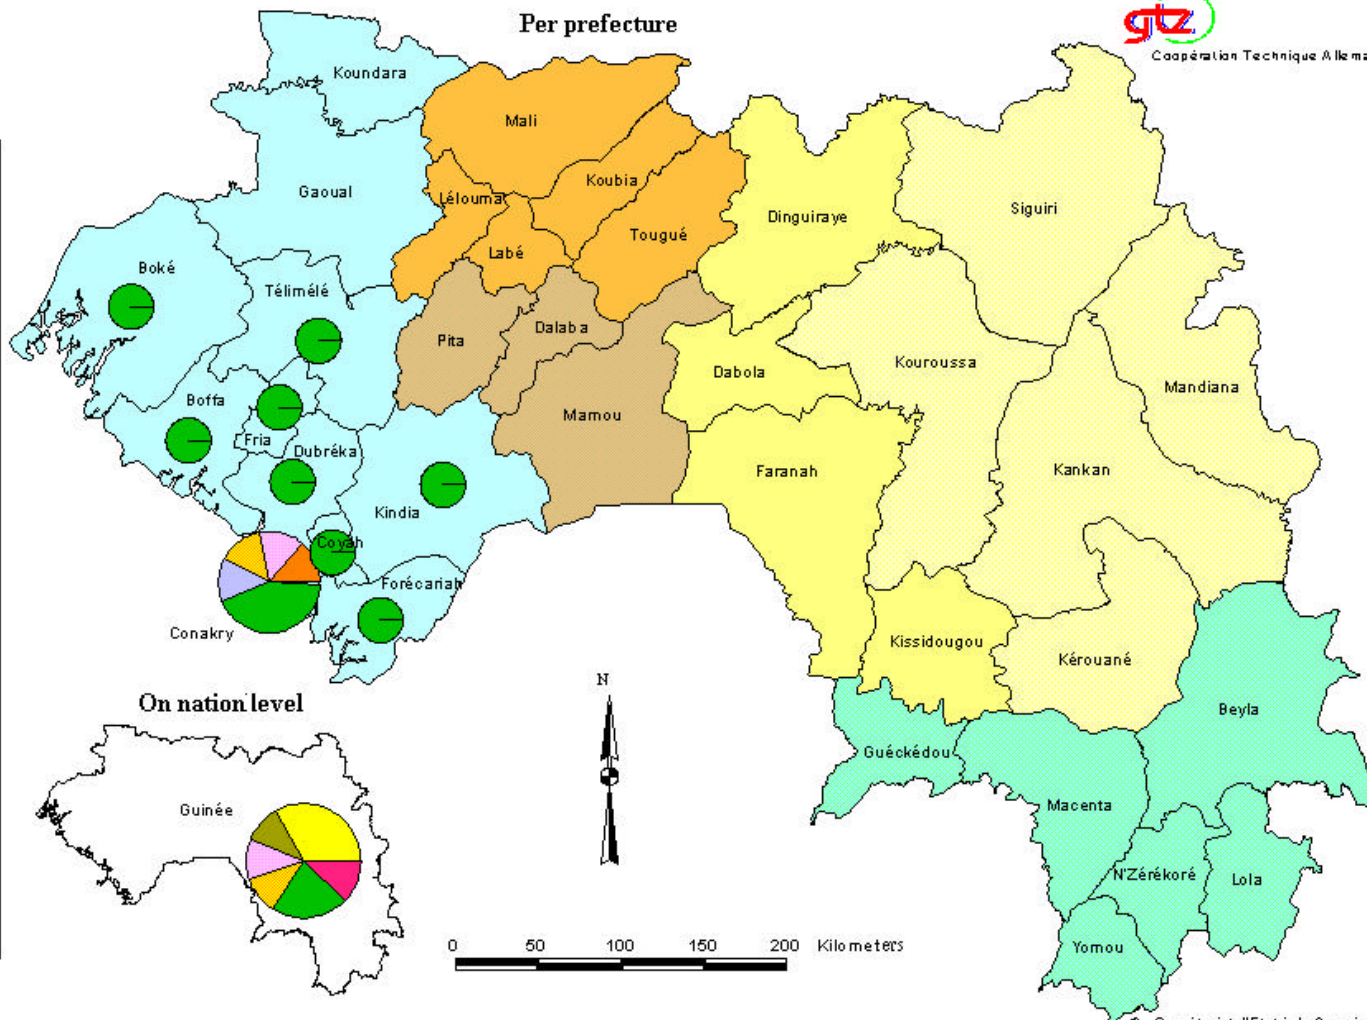 Per prefecture
gtz
Coopération Technique Allema
Koundara
Mali
Gaoual
Koubia
Lélouma
Siguiri
Dinguiraye
Tougué
Labé
Boké
Télimélé
Dalaba
Pita
Kouroussa
Dabola
Mandiana
Boffa
Mamou
Fria
Dubréka
Faranah
Kankan
Kindia
Coyah
Forécariah
Conakry
Kissidougou
Kérouané
N
On nation level
Beyla
Guéckédou
Guinée
Macenta
N'Zérékoré
Lola
Yomou
0 50 100 150 200 Kilometers